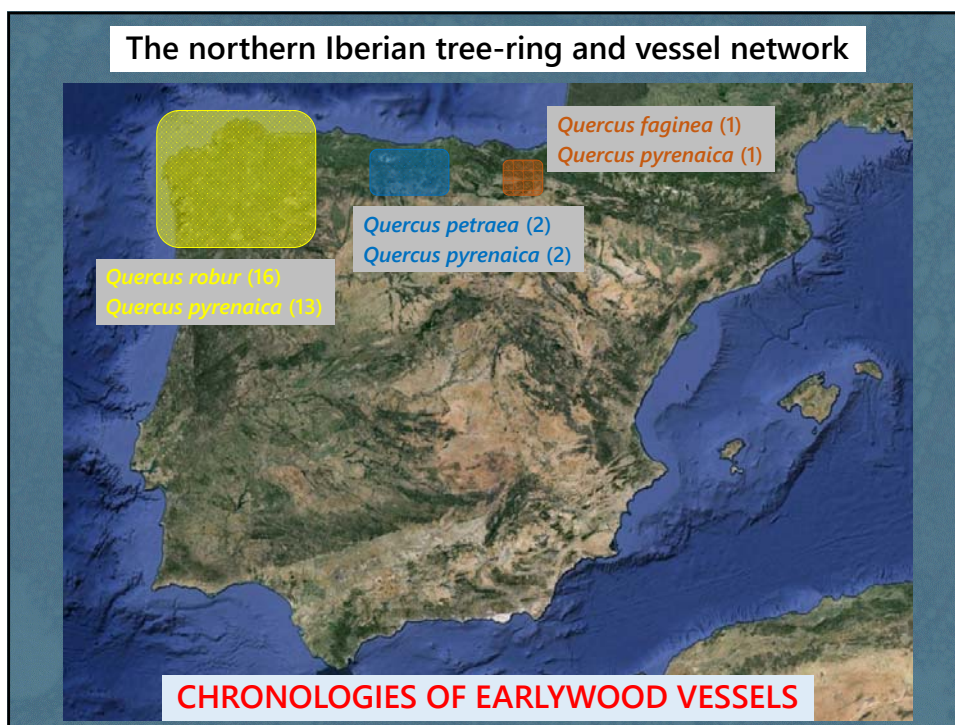 The northern Iberian tree-ring and vessel network
Quercus faginea (1)
Quercus pyrenaica (1)
Quercus petraea (2)
Quercus pyrenaica (2)
Quercus robur (16)
Quercus pyrenaica (13)
CHRONOLOGIES OF EARLYWOOD VESSELS